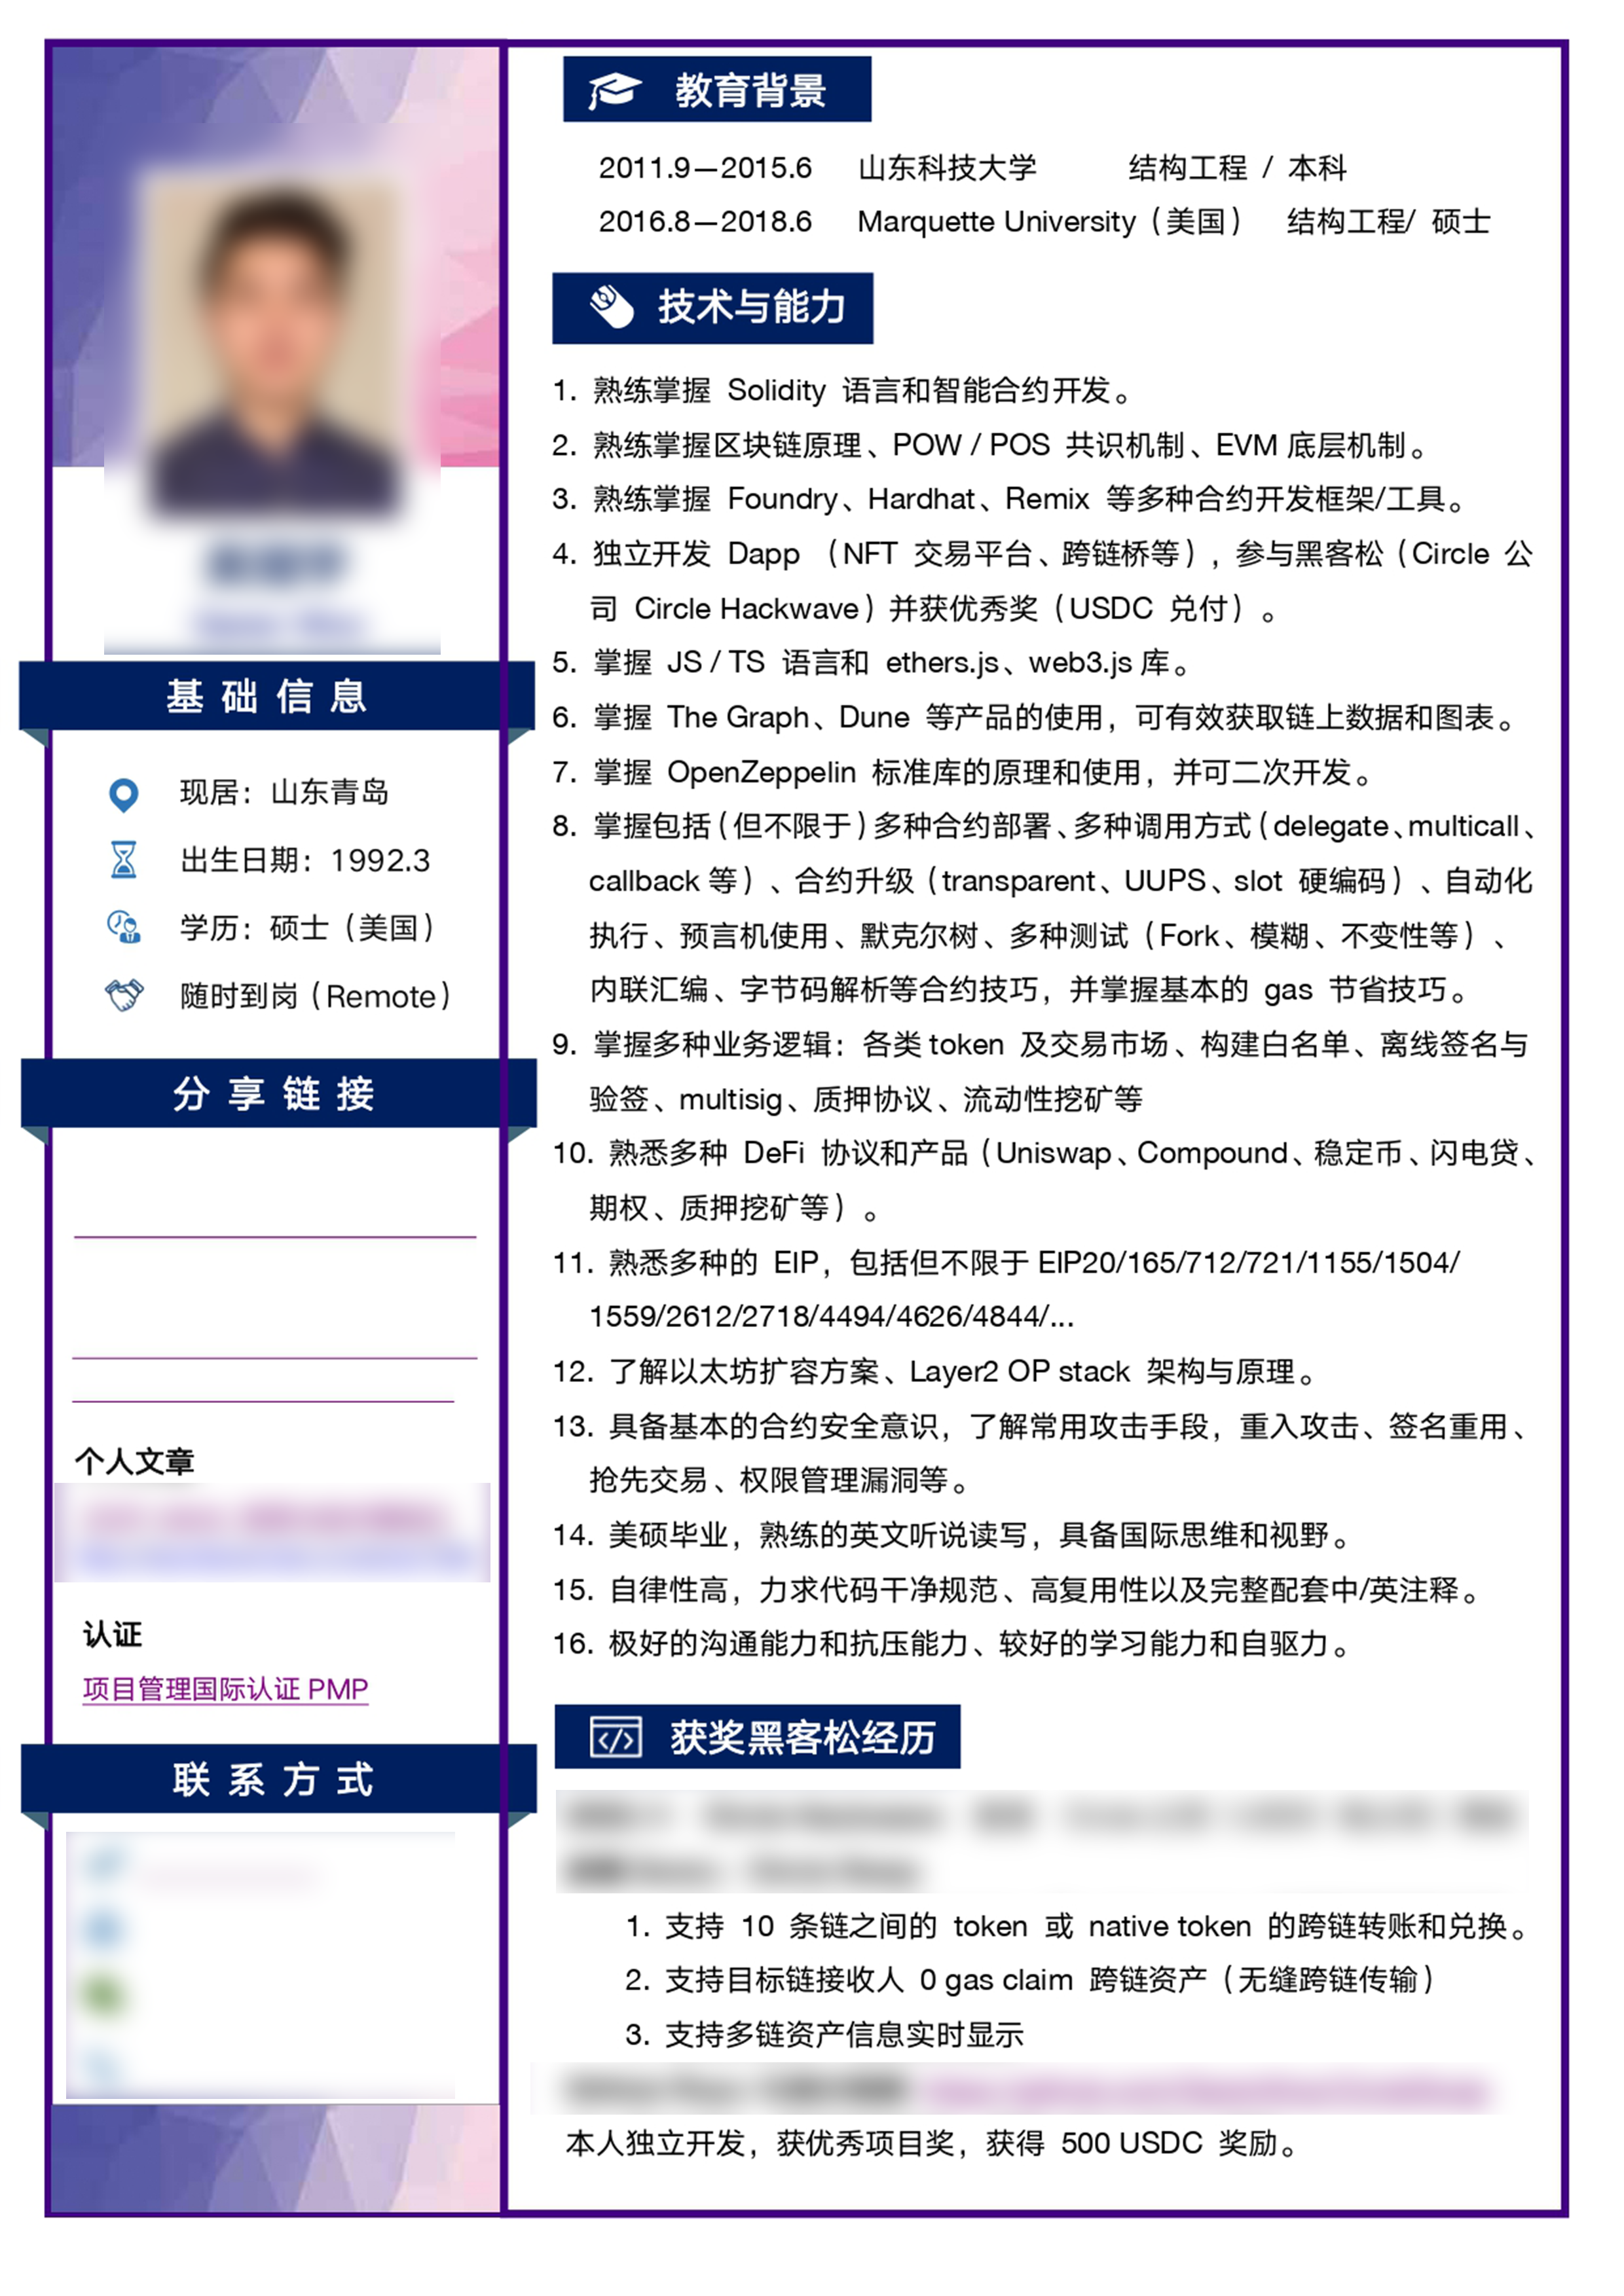 基础信息
现居：山东青岛
出生日期：1992.3
学历：硕士（美国）
随时到岗（Remote）
分享链接
个人文章
认证
项目管理国际认证 PMP
联系方式
教育背景
2011.9—2015.6 山东科技大学 结构工程 / 本科
2016.8—2018.6 Marquette University（美国） 结构工程/ 硕士
技术与能力
1. 熟练掌握 Solidity 语言和智能合约开发。
2. 熟练掌握区块链原理、POW / POS 共识机制、EVM 底层机制。
3. 熟练掌握 Foundry、Hardhat、Remix 等多种合约开发框架/工具。
4. 独立开发 Dapp （NFT 交易平台、跨链桥等），参与黑客松（Circle 公
司 Circle Hackwave）并获优秀奖（USDC 兑付）。
5. 掌握 JS / TS 语言和 ethers.js、web3.js 库。
6. 掌握 The Graph、Dune 等产品的使用，可有效获取链上数据和图表。
7. 掌握 OpenZeppelin 标准库的原理和使用，并可二次开发。
8. 掌握包括（但不限于）多种合约部署、多种调用方式（delegate、multicall、
callback 等）、合约升级（transparent、UUPS、slot 硬编码）、自动化
执行、预言机使用、默克尔树、多种测试（Fork、模糊、不变性等）、
内联汇编、字节码解析等合约技巧，并掌握基本的 gas 节省技巧。
9. 掌握多种业务逻辑：各类 token 及交易市场、构建白名单、离线签名与
验签、multisig、质押协议、流动性挖矿等
10. 熟悉多种 DeFi 协议和产品（Uniswap、Compound、稳定币、闪电贷、
期权、质押挖矿等）。
11. 熟悉多种的 EIP，包括但不限于 EIP20/165/712/721/1155/1504/
1559/2612/2718/4494/4626/4844/...
12. 了解以太坊扩容方案、Layer2 OP stack 架构与原理。
13. 具备基本的合约安全意识，了解常用攻击手段，重入攻击、签名重用、
抢先交易、权限管理漏洞等。
14. 美硕毕业，熟练的英文听说读写，具备国际思维和视野。
15. 自律性高，力求代码干净规范、高复用性以及完整配套中/英注释。
16. 极好的沟通能力和抗压能力、较好的学习能力和自驱力。
获奖黑客松经历
1. 支持 10 条链之间的 token 或 native token 的跨链转账和兑换。
2. 支持目标链接收人 0 gas claim 跨链资产（无缝跨链传输）
3. 支持多链资产信息实时显示
本人独立开发，获优秀项目奖，获得 500 USDC 奖励。